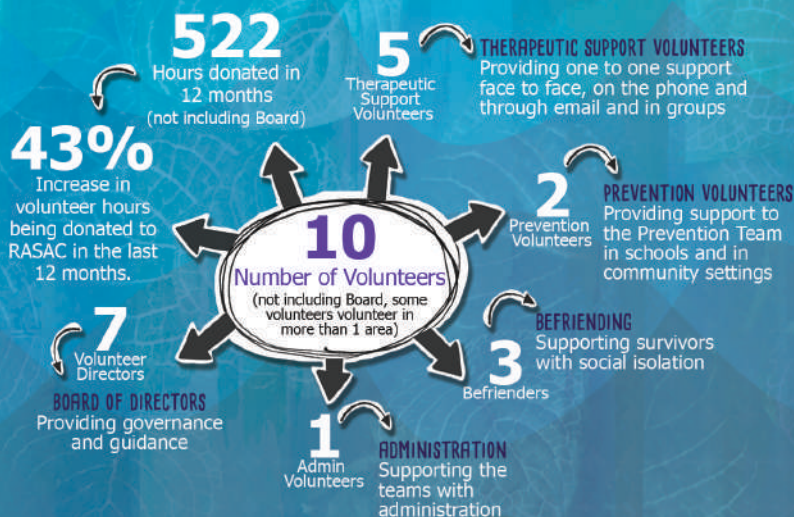 522
Hours donated in
12 months
(not including Board)
43%
Increase in
volunteer hours
being donated to
RASAC in the last
12 months.
5
Therapeutic
Support
Volunteers
THERAPEUTIC SUPPORT VOLUNTEERS
Providing one to one support
face to face, on the phone and
through email and in groups
2
Prevention
Volunteers
PREVENTION VOLUNTEERS
Providing support to
the Prevention Team
in schools and in
community settings
10
Number of Volunteers
(not including Board, some
volunteers volunteer in
more than 1 area)
7
Volunteer
Directors
BOARD OF DIRECTORS
Providing governance
and guidance
3
Befrienders
BEFRIENDING
Supporting survivors
with social isolation
1
Admin
Volunteers
ADMINISTRATION
Supporting the
teams with
administration